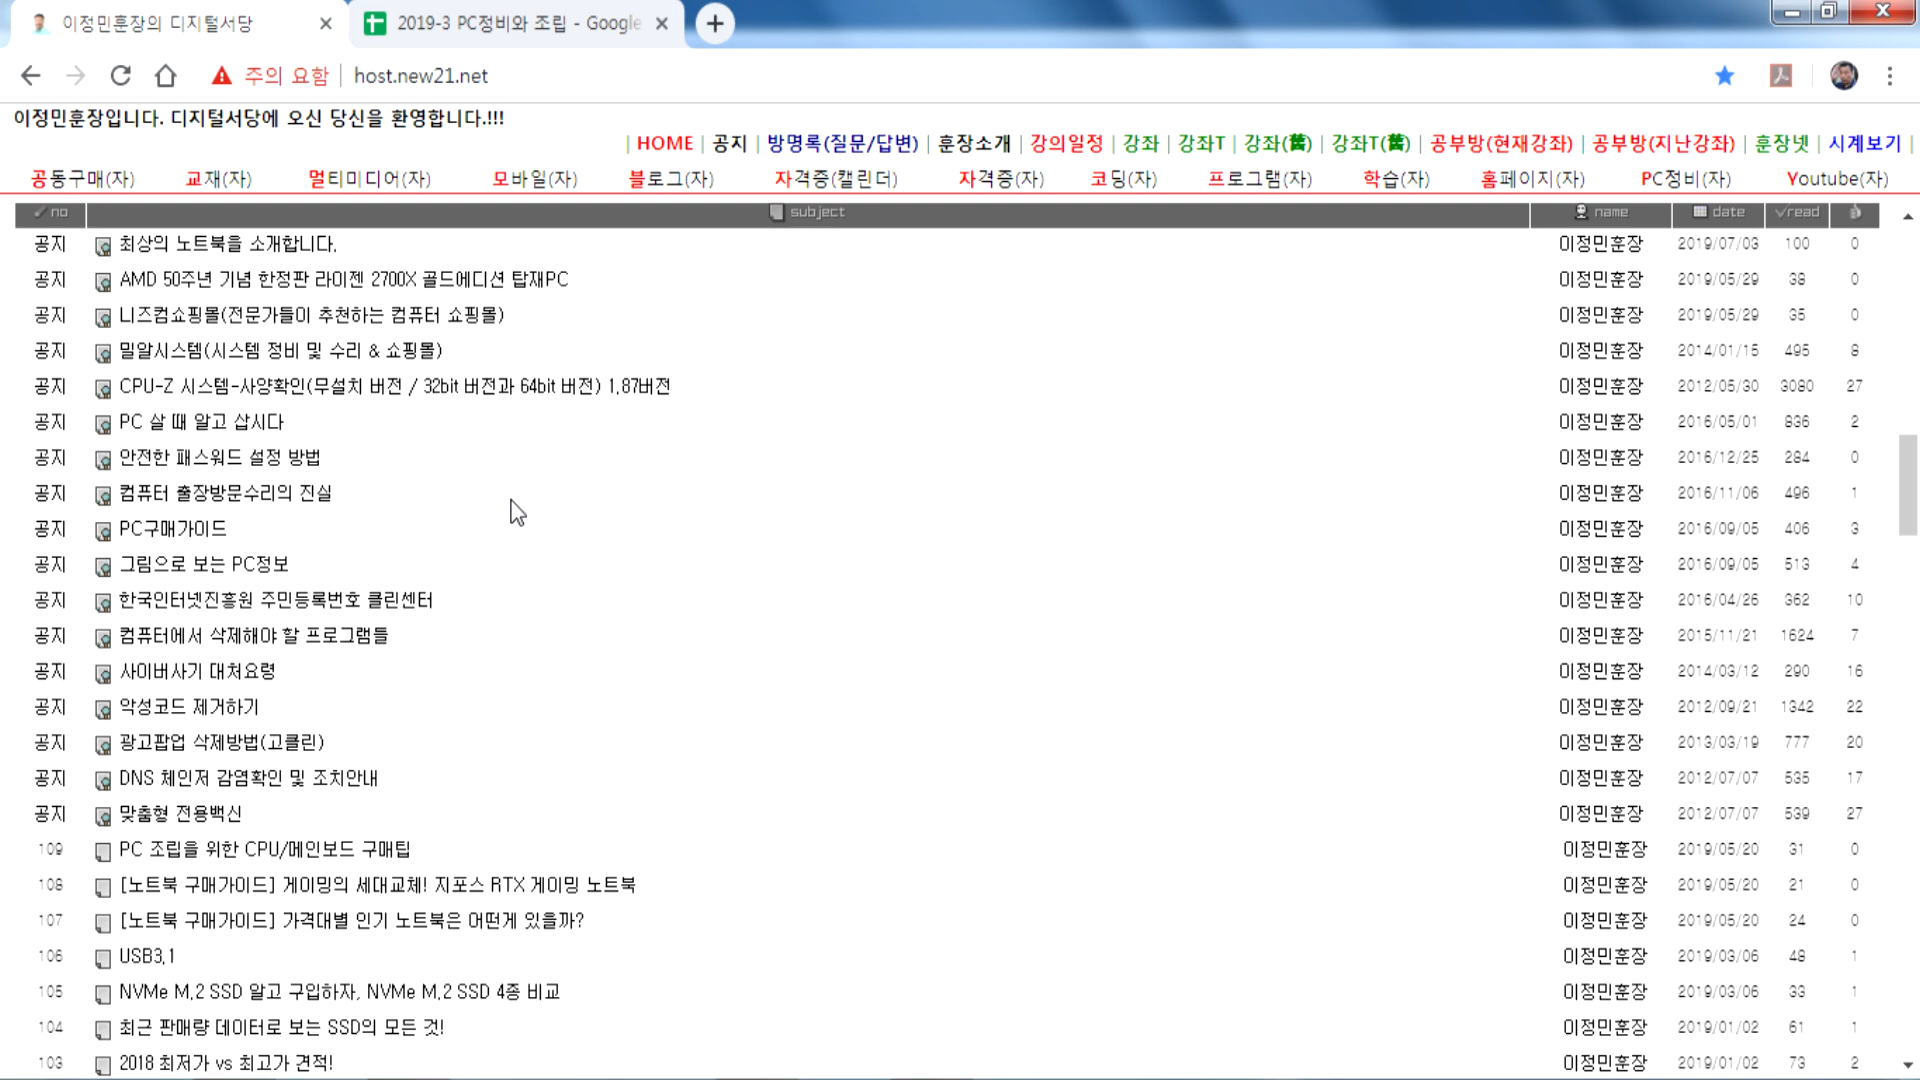 이정민훈장의 디지털서당
2019-3 PC정비와 조립 - Google
주의 요함 host.new21.net
이정민훈장입니다. 디지털서당에 오신 당신을 환영합니다.!!!
| HOME | 공지 | 방명록(질문/답변) | 훈장소개 | 강의일정 | 강좌 | 강좌T | 강좌(舊) | 강좌T(舊) | 공부방(현재강좌) | 공부방(지난강좌) | 훈장넷 | 시계보기 |
공동구매(자) 교재(자) 멀티미디어(자) 모바일(자) 블로그(자) 자격증(캘린더) 자격증(자) 코딩(자) 프로그램(자) 학습(자) 홈페이지(자) PC정비(자) Youtube(자)
no subject name date read
공지 최상의 노트북을 소개합니다. 이정민훈장 2019/07/03 100 0
공지 AMD 50주년 기념 한정판 라이젠 2700X 골드에디션 탑재PC 이정민훈장 2019/05/29 38 0
공지 니즈컴쇼핑몰(전문가들이 추천하는 컴퓨터 쇼핑몰) 이정민훈장 2019/05/29 35 0
공지 밀알시스템(시스템 정비 및 수리 & 쇼핑몰) 이정민훈장 2014/01/15 495 8
공지 CPU-Z 시스템-사양확인(무설치 버전 / 32bit 버전과 64bit 버전) 1.87버전 이정민훈장 2012/05/30 3080 27
공지 PC 살 때 알고 삽시다 이정민훈장 2016/05/01 836 2
공지 안전한 패스워드 설정 방법 이정민훈장 2016/12/25 284 0
공지 컴퓨터 출장방문수리의 진실 이정민훈장 2016/11/06 496 1
공지 PC구매가이드 이정민훈장 2016/09/05 406 3
공지 그림으로 보는 PC정보 이정민훈장 2016/09/05 513 4
공지 한국인터넷진흥원 주민등록번호 클린센터 이정민훈장 2016/04/26 362 10
공지 컴퓨터에서 삭제해야 할 프로그램들 이정민훈장 2015/11/21 1624 7
공지 사이버사기 대처요령 이정민훈장 2014/03/12 290 16
공지 악성코드 제거하기 이정민훈장 2012/09/21 1342 22
공지 광고팝업 삭제방법(고클린) 이정민훈장 2013/03/19 777 20
공지 DNS 체인저 감염확인 및 조치안내 이정민훈장 2012/07/07 535 17
공지 맞춤형 전용백신 이정민훈장 2012/07/07 539 27
109 PC 조립을 위한 CPU/메인보드 구매팁 이정민훈장 2019/05/20 31 0
108 [노트북 구매가이드] 게이밍의 세대교체! 지포스 RTX 게이밍 노트북 이정민훈장 2019/05/20 21 0
107 [노트북 구매가이드] 가격대별 인기 노트북은 어떤게 있을까? 이정민훈장 2019/05/20 24 0
106 USB3.1 이정민훈장 2019/03/06 48 1
105 NVMe M.2 SSD 알고 구입하자, NVMe M.2 SSD 4종 비교 이정민훈장 2019/03/06 33 1
104 최근 판매량 데이터로 보는 SSD의 모든 것! 이정민훈장 2019/01/02 61 1
103 2018 최저가 vs 최고가 견적! 이정민훈장 2019/01/02 73 2